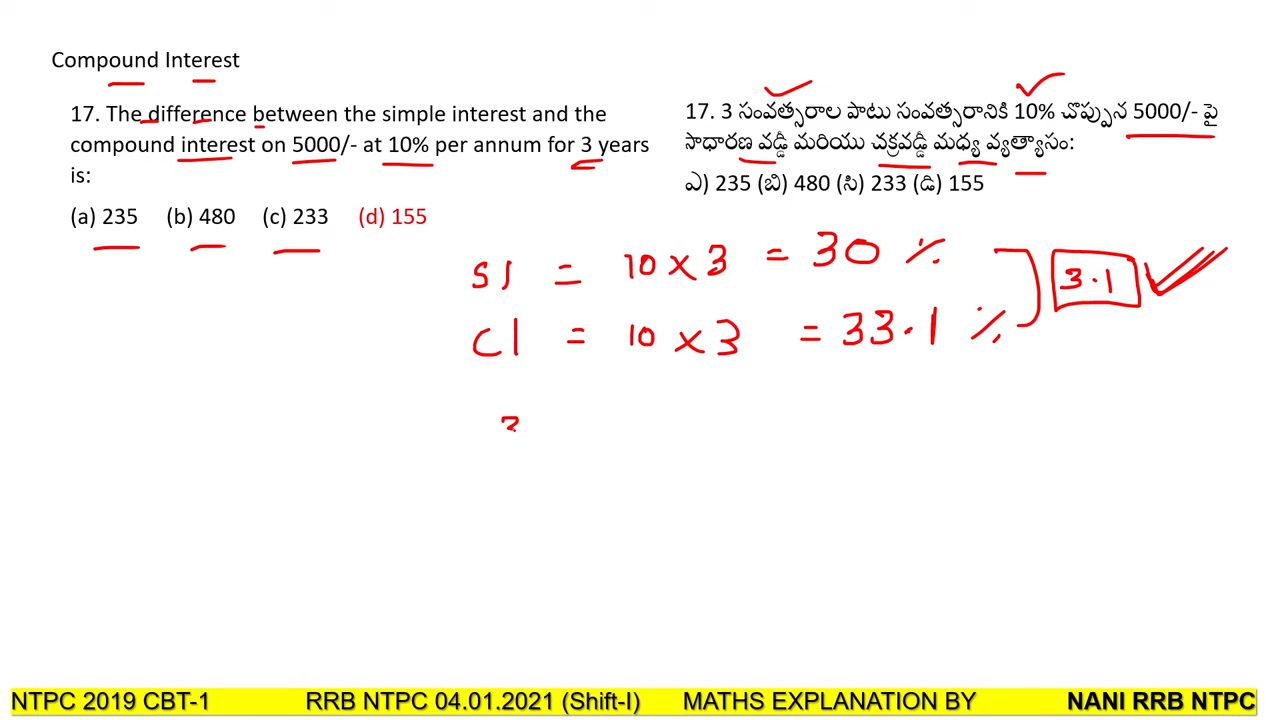 Compound Interest
17. The difference between the simple interest and the
compound interest on 5000/- at 10% per annum for 3 years
is:
(a) 235 (b) 480 (c) 233 (d) 155
17. 3 సంవత్సరాల పాటు సంవత్సరానికి 10% చొప్పున 5000/- పై
సాధారణ వడ్డీ మరియు చక్రవడ్డీ మధ్య వ్యత్యాసం:
ఎ) 235 (బి) 480 (సి) 233 (డి) 155
SI = 10 × 3 = 30 %
CI = 10 × 3 = 33.1 %
3.1
NTPC 2019 CBT-1 RRB NTPC 04.01.2021 (Shift-I) MATHS EXPLANATION BY NANI RRB NTPC